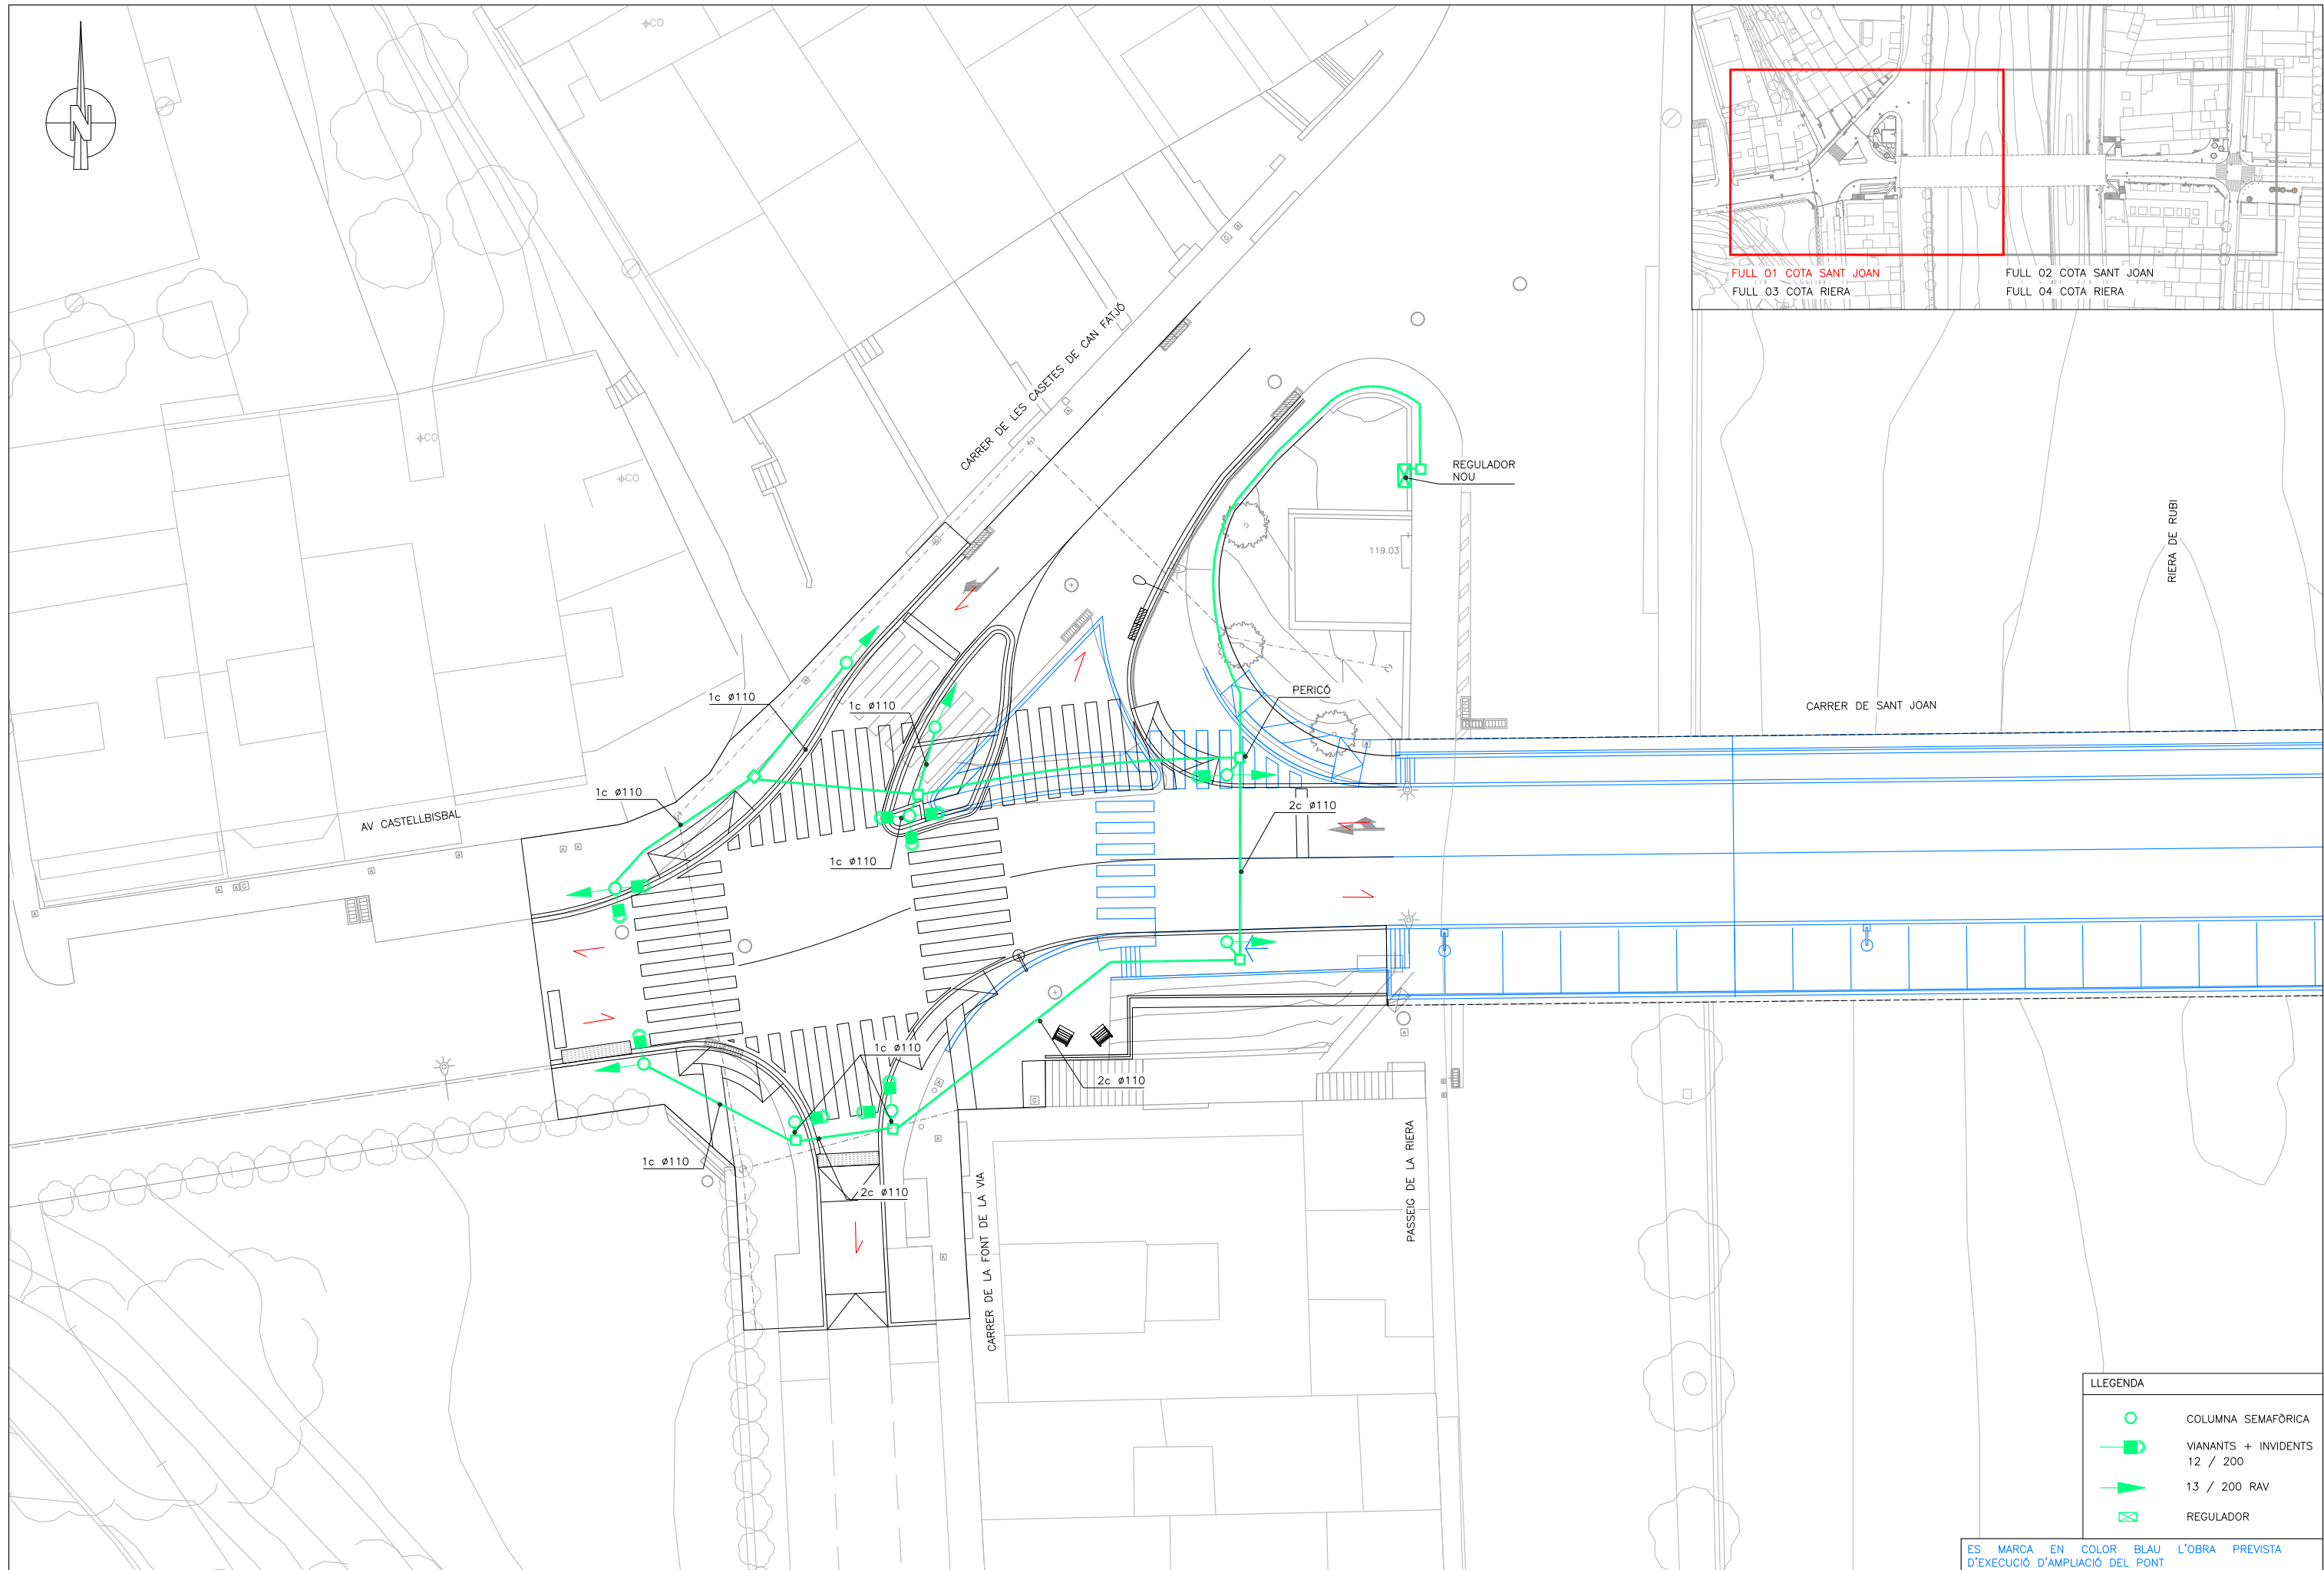 N
CO
CO
CO
FULL 01 COTA SANT JOAN
FULL 03 COTA RIERA
FULL 02 COTA SANT JOAN
FULL 04 COTA RIERA
CARRER DE LES CASETES DE CAN FATJÓ
REGULADOR
NOU
119.03
RIERA DE RUBI
1c ø110
1c ø110
PERICÓ
CARRER DE SANT JOAN
1c ø110
AV CASTELLBISBAL
2c ø110
1c ø110
1c ø110
2c ø110
1c ø110
2c ø110
CARRER DE LA FONT DE LA VIA
PASSEIG DE LA RIERA
LLEGENDA
COLUMNA SEMAFÒRICA
VIANANTS + INVIDENTS
12 / 200
13 / 200 RAV
REGULADOR
ES MARCA EN COLOR BLAU L'OBRA PREVISTA
D'EXECUCIÓ D'AMPLIACIÓ DEL PONT